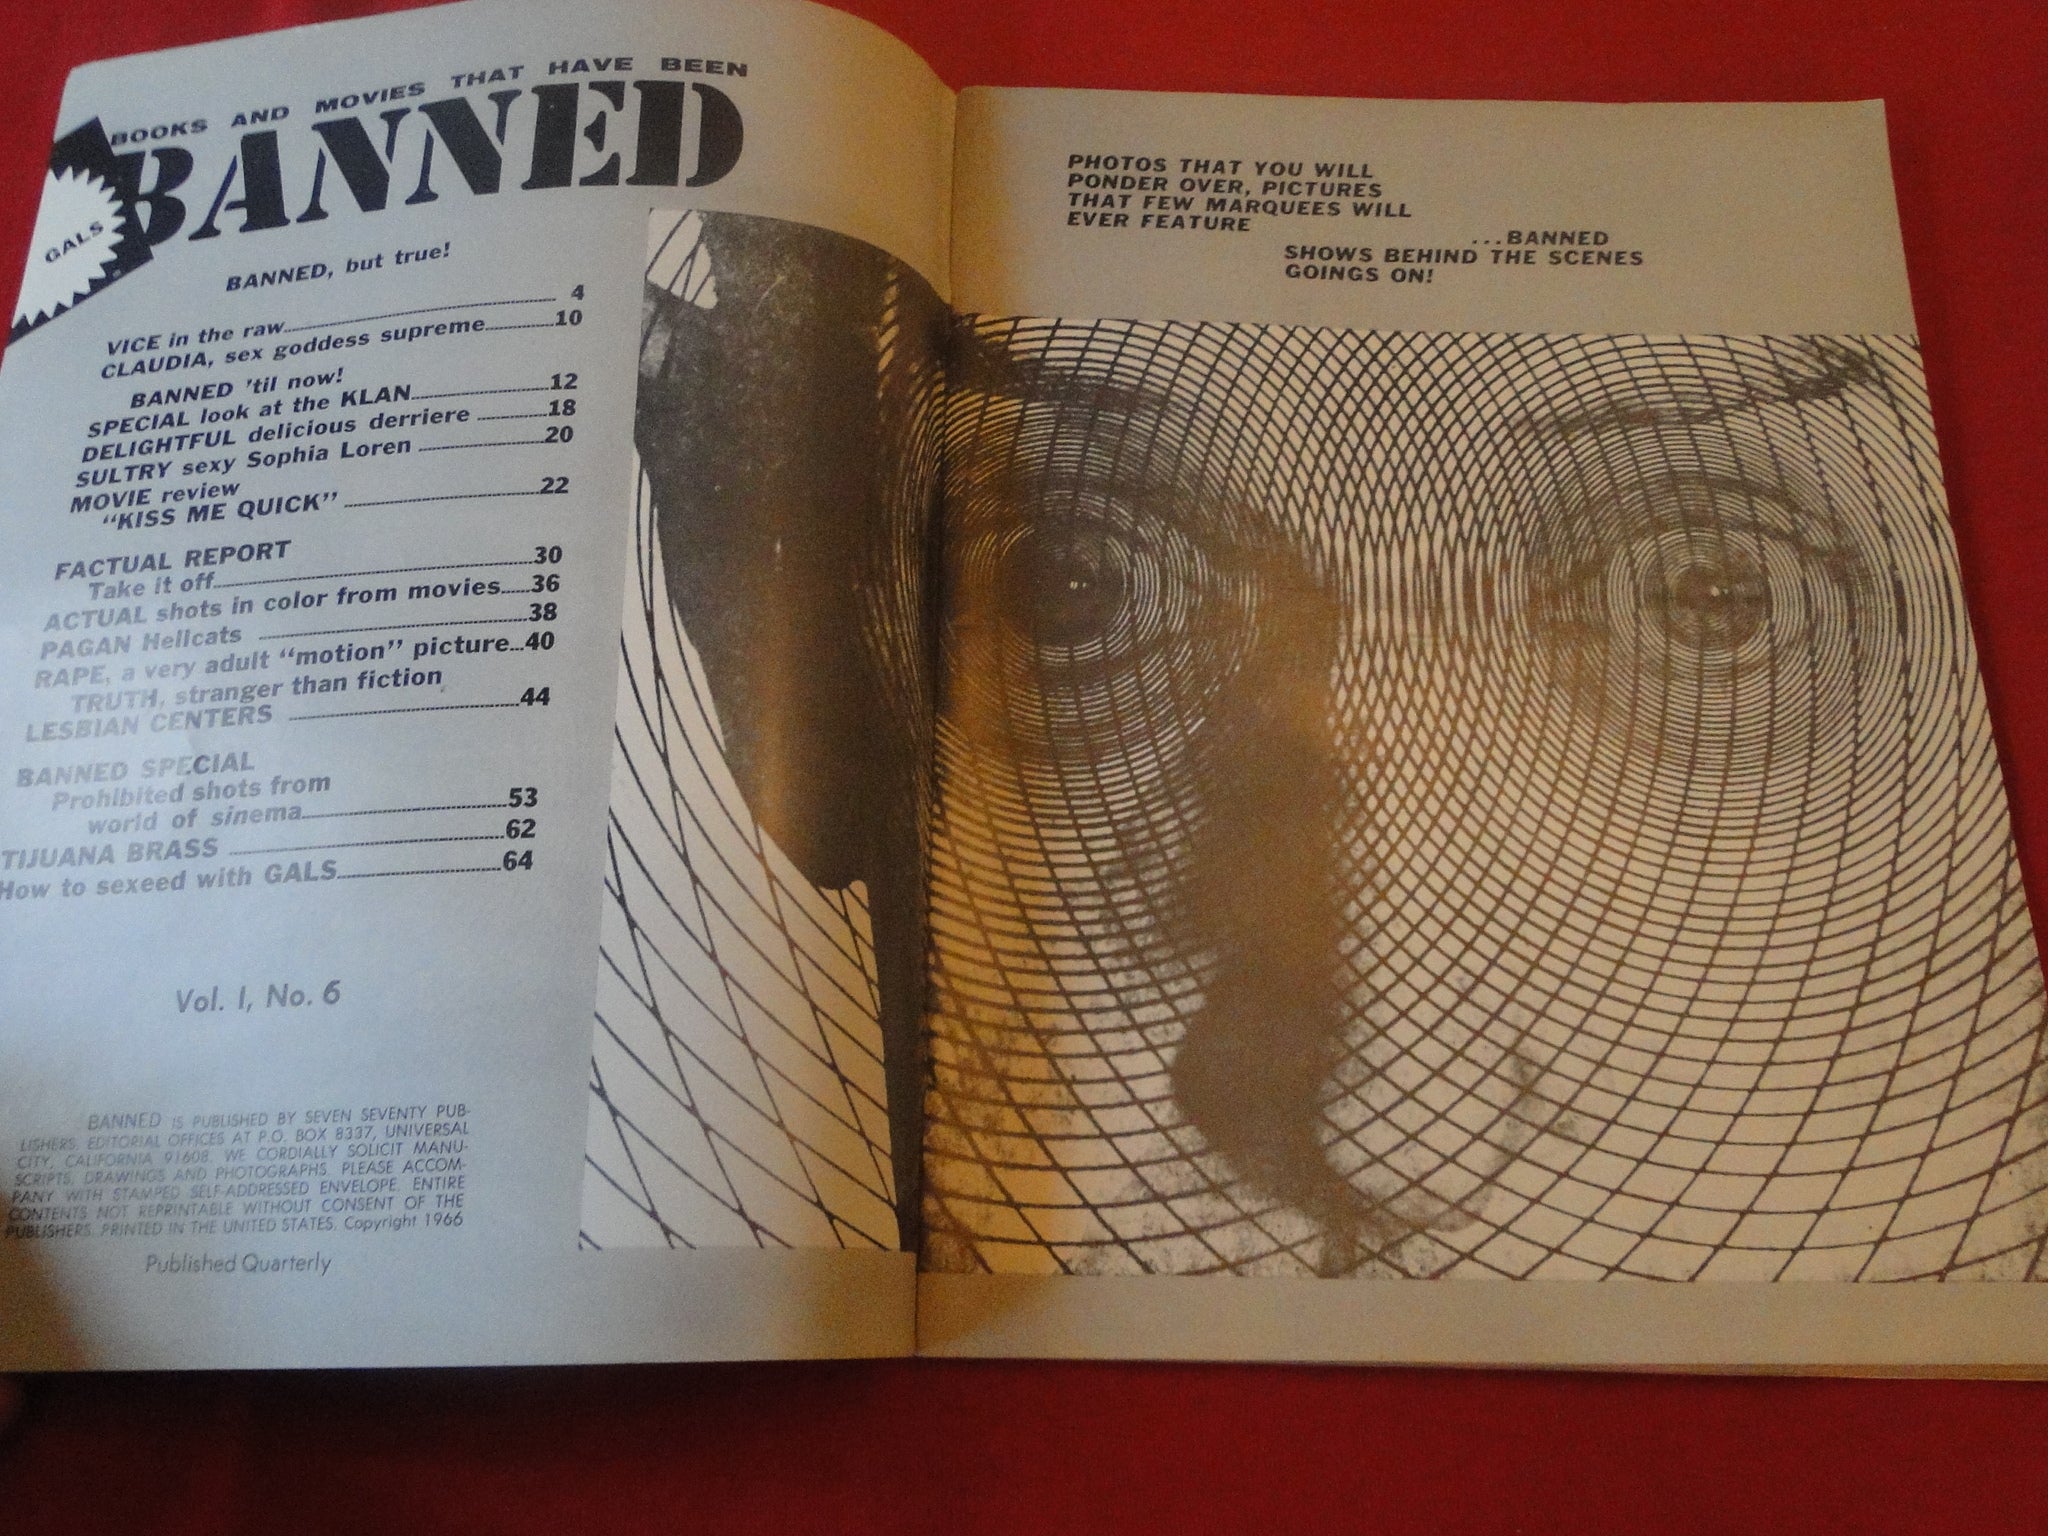 BOOKS AND MOVIES THAT HAVE BEEN
BANNED
GALS
BANNED, but true!
VICE in the raw 4
CLAUDIA, sex goddess supreme 10
BANNED 'til now!
SPECIAL look at the KLAN 12
DELIGHTFUL delicious derriere 18
SULTRY sexy Sophia Loren 20
MOVIE review
"KISS ME QUICK" 22
FACTUAL REPORT
Take it off 30
ACTUAL shots in color from movies 36
PAGAN Hellcats 38
RAPE, a very adult "motion" picture 40
TRUTH, stranger than fiction
LESBIAN CENTERS 44
BANNED SPECIAL
Prohibited shots from
world of sinema 53
TIJUANA BRASS 62
How to sexeed with GALS 64
Vol. I, No. 6
BANNED IS PUBLISHED BY SEVEN SEVENTY PUB-
LISHERS, EDITORIAL OFFICES AT P.O. BOX 8337, UNIVERSAL
CITY, CALIFORNIA 91608. WE CORDIALLY SOLICIT MANU-
SCRIPTS, DRAWINGS AND PHOTOGRAPHS. PLEASE ACCOM-
PANY WITH STAMPED SELF-ADDRESSED ENVELOPE. ENTIRE
CONTENTS NOT REPRINTABLE WITHOUT CONSENT OF THE
PUBLISHERS. PRINTED IN THE UNITED STATES. Copyright 1966
Published Quarterly
PHOTOS THAT YOU WILL
PONDER OVER, PICTURES
THAT FEW MARQUEES WILL
EVER FEATURE
...BANNED
SHOWS BEHIND THE SCENES
GOINGS ON!